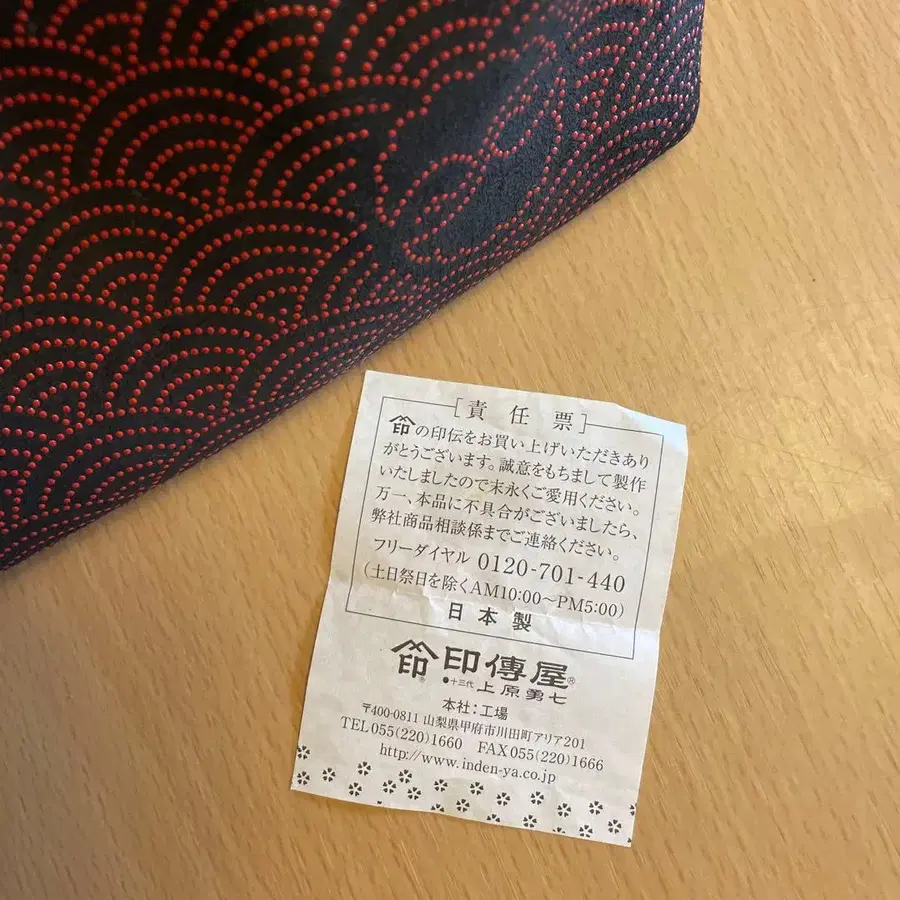 [責任票]
印の印伝をお買い上げいただきあり
がとうございます。誠意をもちまして製作
いたしましたので末永くご愛用ください。
万一、本品に不具合がございましたら、
弊社商品相談係までご連絡ください。
フリーダイヤル 0120-701-440
(土日祭日を除くAM10:00〜PM5:00)
日本製
印 印傳屋®
•十三代 上原勇七
本社:工場
〒400-0811 山梨県甲府市川田町アリア201
TEL055(220)1660 FAX055(220)1666
http://www.inden-ya.co.jp